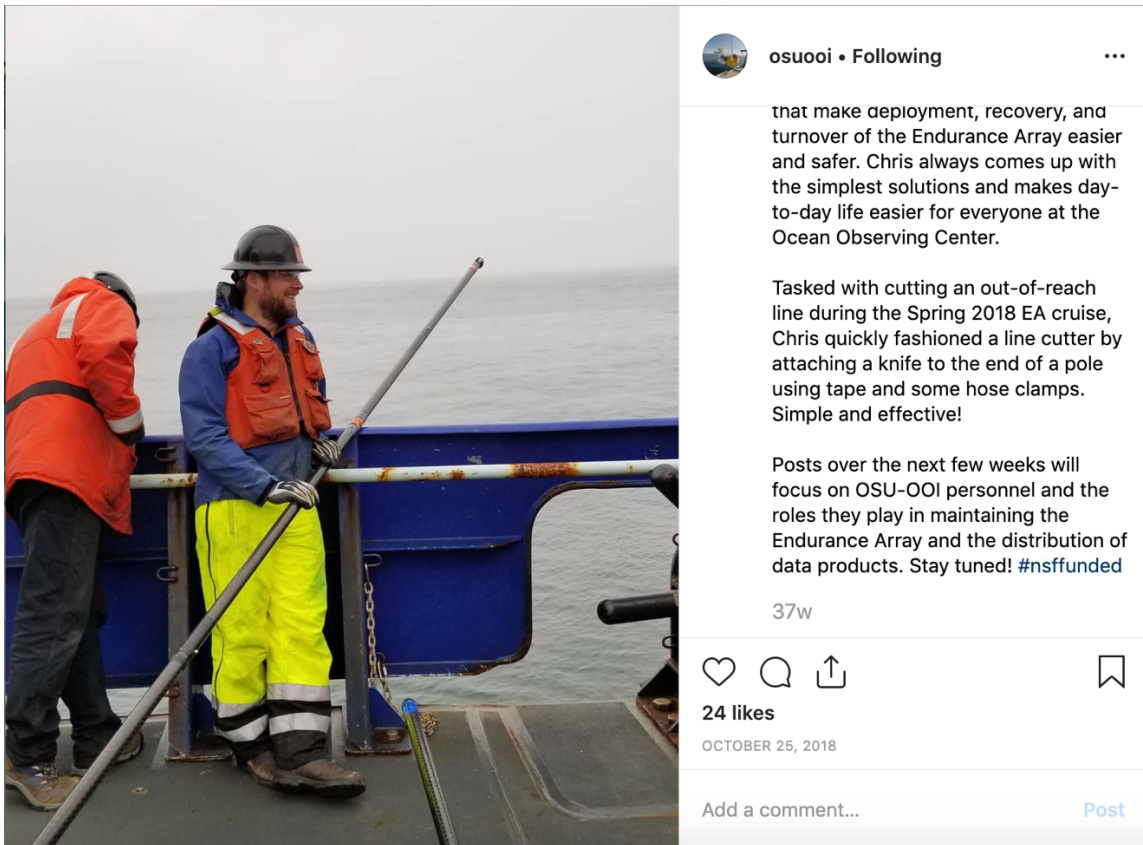 osuooi • Following
that make deployment, recovery, and
turnover of the Endurance Array easier
and safer. Chris always comes up with
the simplest solutions and makes day-
to-day life easier for everyone at the
Ocean Observing Center.
Tasked with cutting an out-of-reach
line during the Spring 2018 EA cruise,
Chris quickly fashioned a line cutter by
attaching a knife to the end of a pole
using tape and some hose clamps.
Simple and effective!
Posts over the next few weeks will
focus on OSU-OOI personnel and the
roles they play in maintaining the
Endurance Array and the distribution of
data products. Stay tuned! #nsffunded
37w
24 likes
OCTOBER 25, 2018
Add a comment...
Post